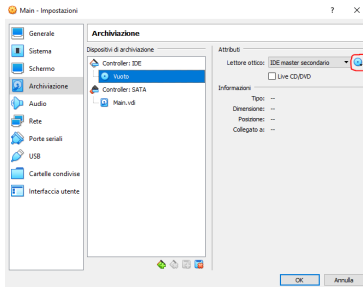 Main - Impostazioni
Generale
Sistema
Schermo
Archiviazione
Audio
Rete
Porte seriali
USB
Cartelle condivise
Interfaccia utente
Archiviazione
Dispositivi di archiviazione
Controller: IDE
Vuoto
Controller: SATA
Main.vdi
Attributi
Lettore ottico: IDE master secondario
Live CD/DVD
Informazioni
Tipo: --
Dimensione: --
Posizione: --
Collegato a: --
OK Annulla